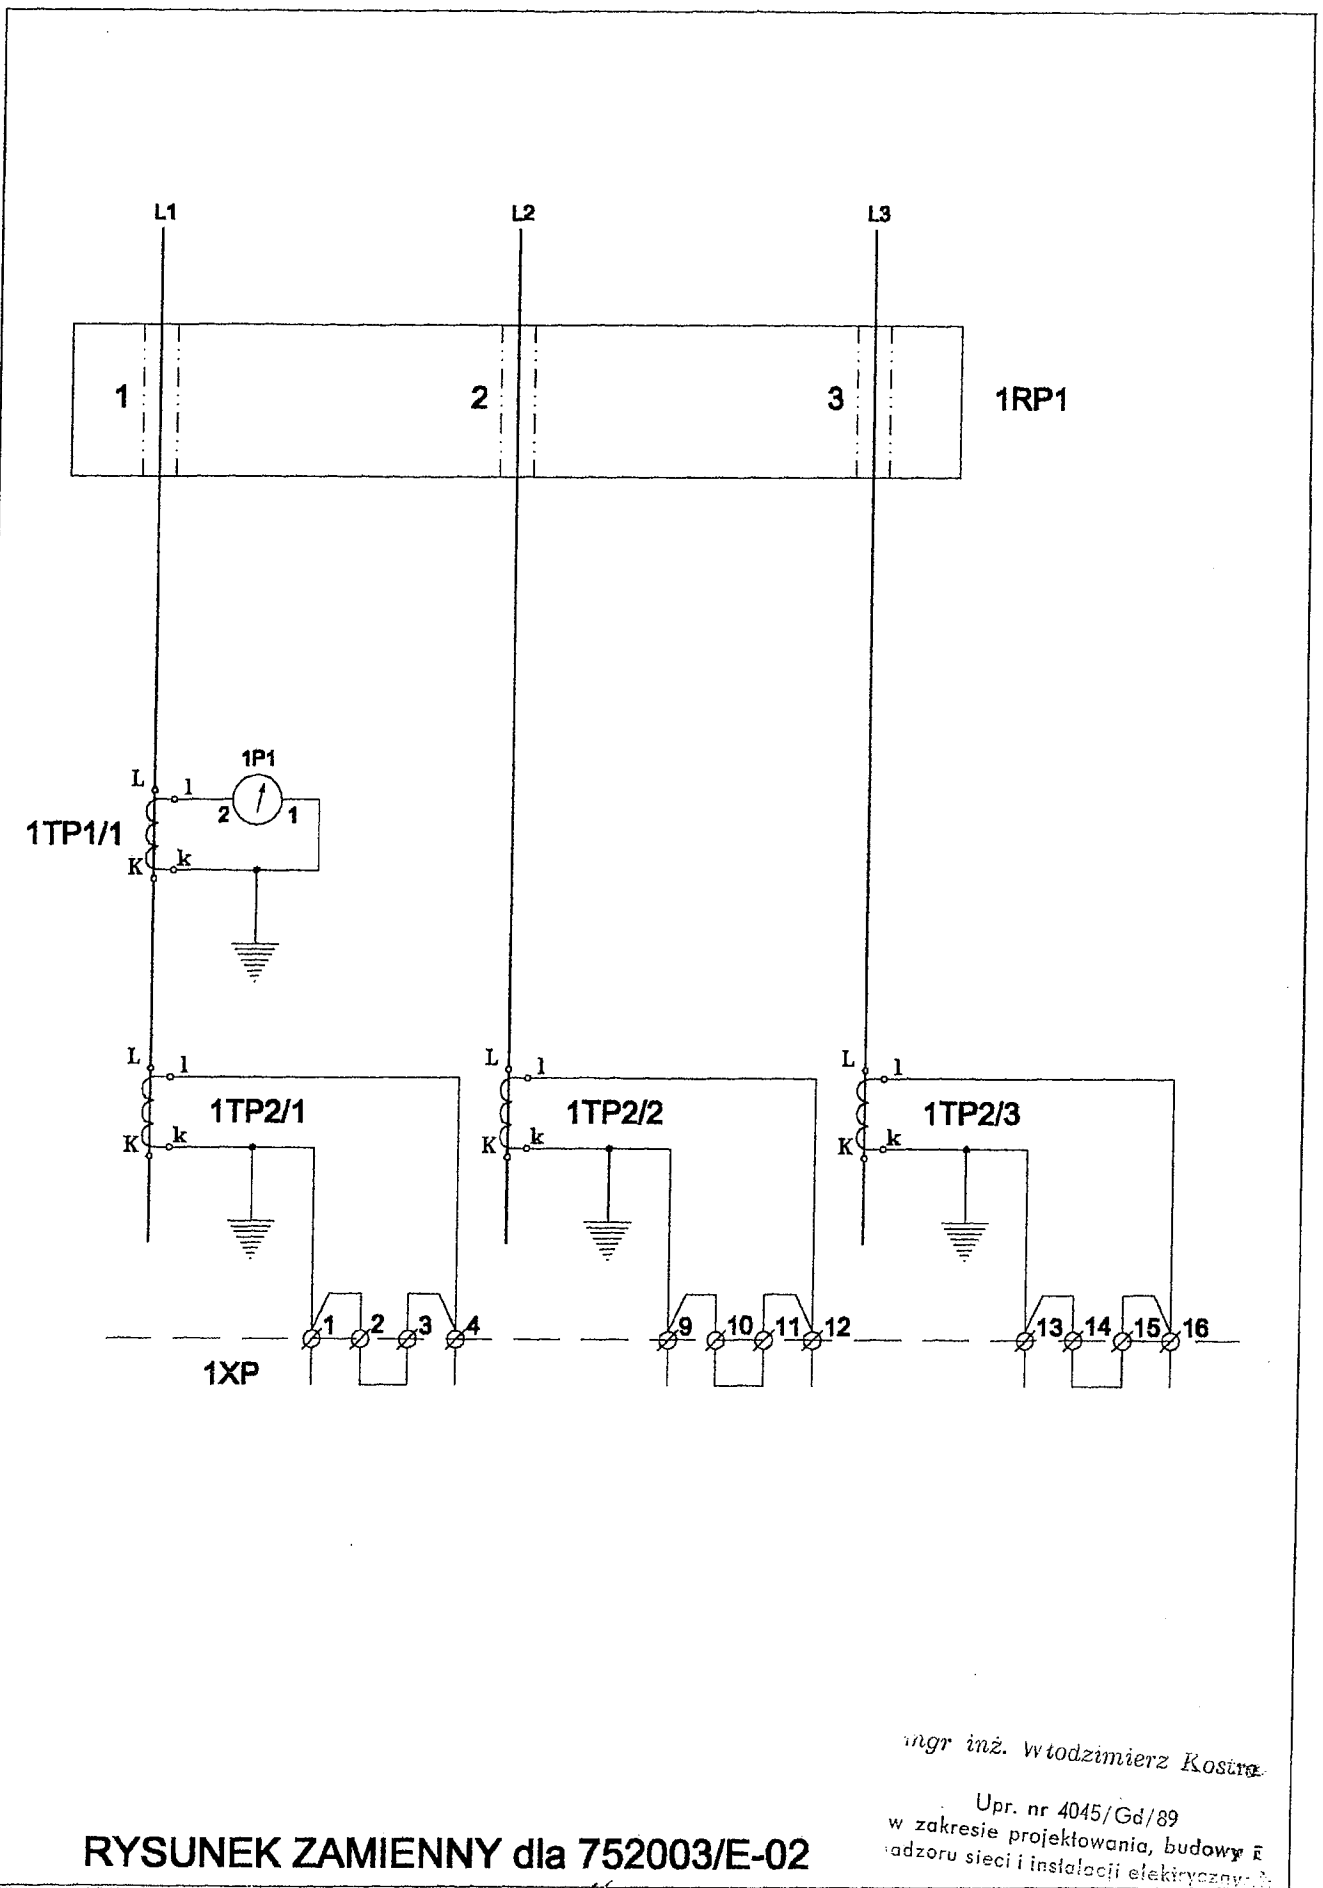 L1 L2 L3
1 2 3 1RP1
1P1
L l
2 1
1TP1/1
K k
L l L l L l
1TP2/1 1TP2/2 1TP2/3
K k K k K k
1 2 3 4 9 10 11 12 13 14 15 16
1XP
mgr inż. Włodzimierz
Upr. nr 4045/Gd/89
w zakresie projektowania, budowy i
nadzoru sieci i instalacji elektrycznych
RYSUNEK ZAMIENNY dla 752003/E-02